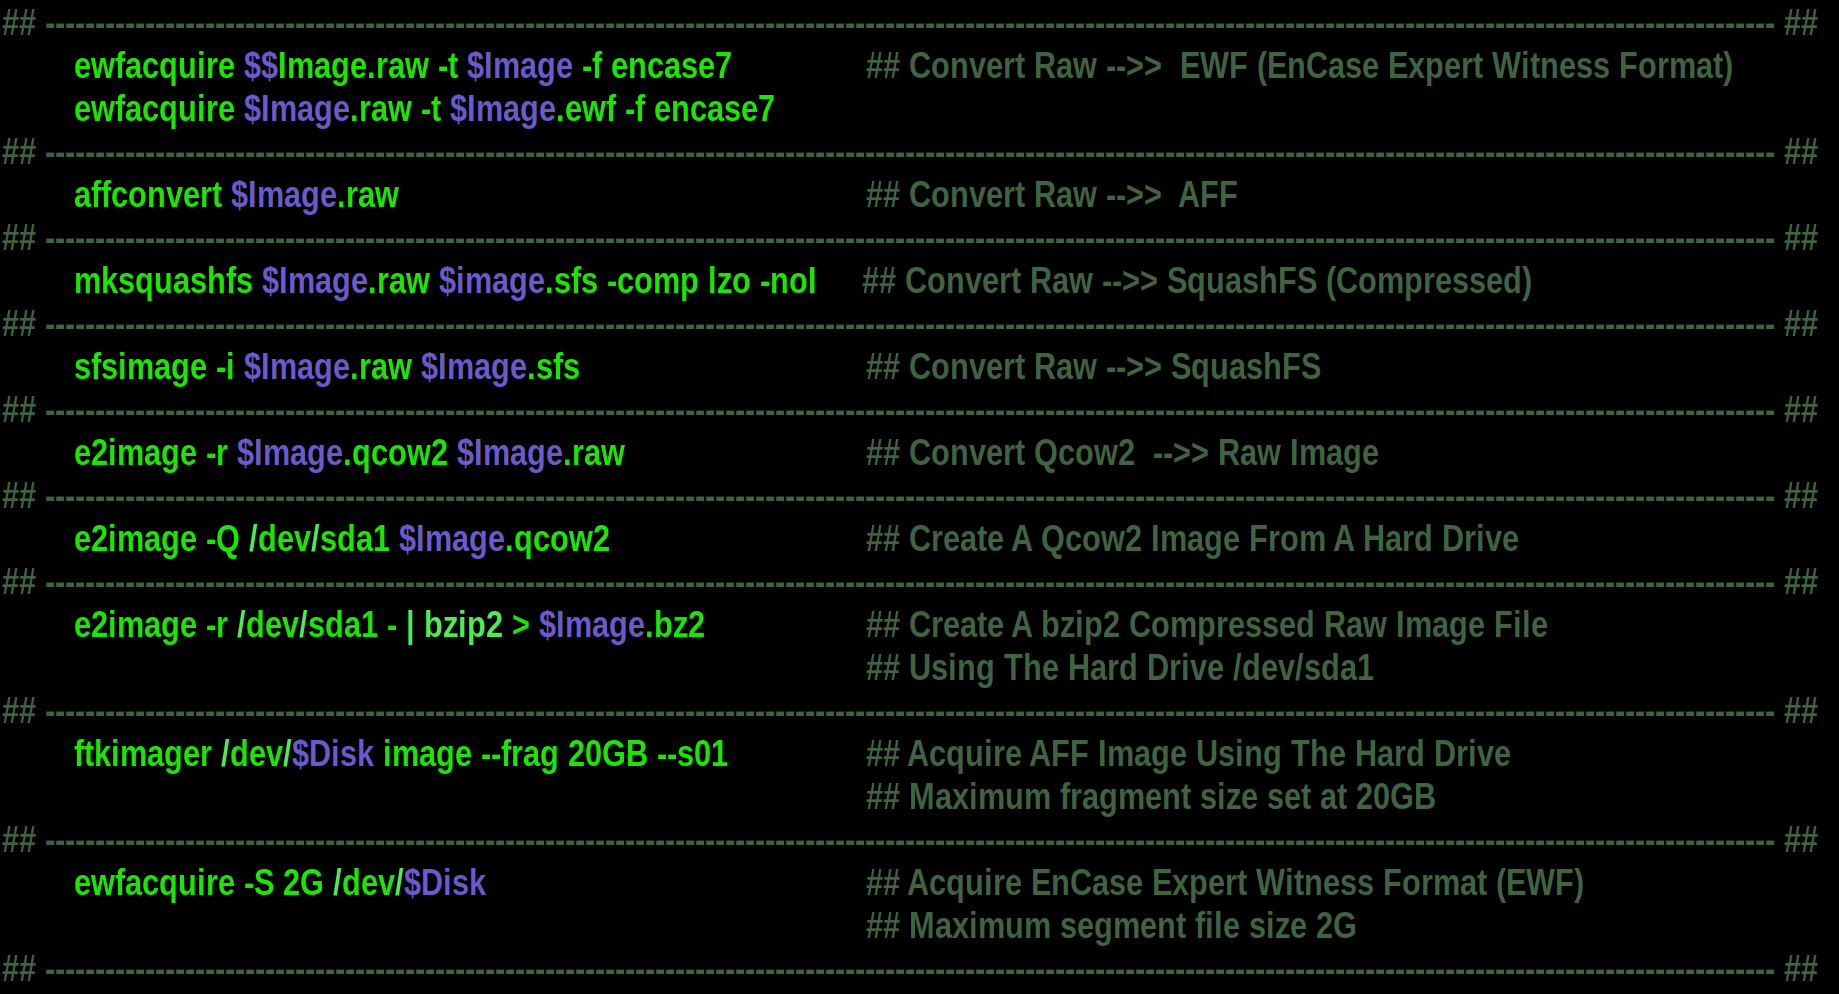 ## ------------------------------------------------------------------------------------------------------------------------------------------------------ ##
ewfacquire $$Image.raw -t $Image -f encase7 ## Convert Raw -->>  EWF (EnCase Expert Witness Format)
ewfacquire $Image.raw -t $Image.ewf -f encase7
## ------------------------------------------------------------------------------------------------------------------------------------------------------ ##
affconvert $Image.raw ## Convert Raw -->>  AFF
## ------------------------------------------------------------------------------------------------------------------------------------------------------ ##
mksquashfs $Image.raw $image.sfs -comp lzo -noI ## Convert Raw -->> SquashFS (Compressed)
## ------------------------------------------------------------------------------------------------------------------------------------------------------ ##
sfsimage -i $Image.raw $Image.sfs ## Convert Raw -->> SquashFS
## ------------------------------------------------------------------------------------------------------------------------------------------------------ ##
e2image -r $Image.qcow2 $Image.raw ## Convert Qcow2  -->> Raw Image
## ------------------------------------------------------------------------------------------------------------------------------------------------------ ##
e2image -Q /dev/sda1 $Image.qcow2 ## Create A Qcow2 Image From A Hard Drive
## ------------------------------------------------------------------------------------------------------------------------------------------------------ ##
e2image -r /dev/sda1 - | bzip2 > $Image.bz2 ## Create A bzip2 Compressed Raw Image File
## Using The Hard Drive /dev/sda1
## ------------------------------------------------------------------------------------------------------------------------------------------------------ ##
ftkimager /dev/$Disk image --frag 20GB --s01 ## Acquire AFF Image Using The Hard Drive
## Maximum fragment size set at 20GB
## ------------------------------------------------------------------------------------------------------------------------------------------------------ ##
ewfacquire -S 2G /dev/$Disk ## Acquire EnCase Expert Witness Format (EWF)
## Maximum segment file size 2G
## ------------------------------------------------------------------------------------------------------------------------------------------------------ ##